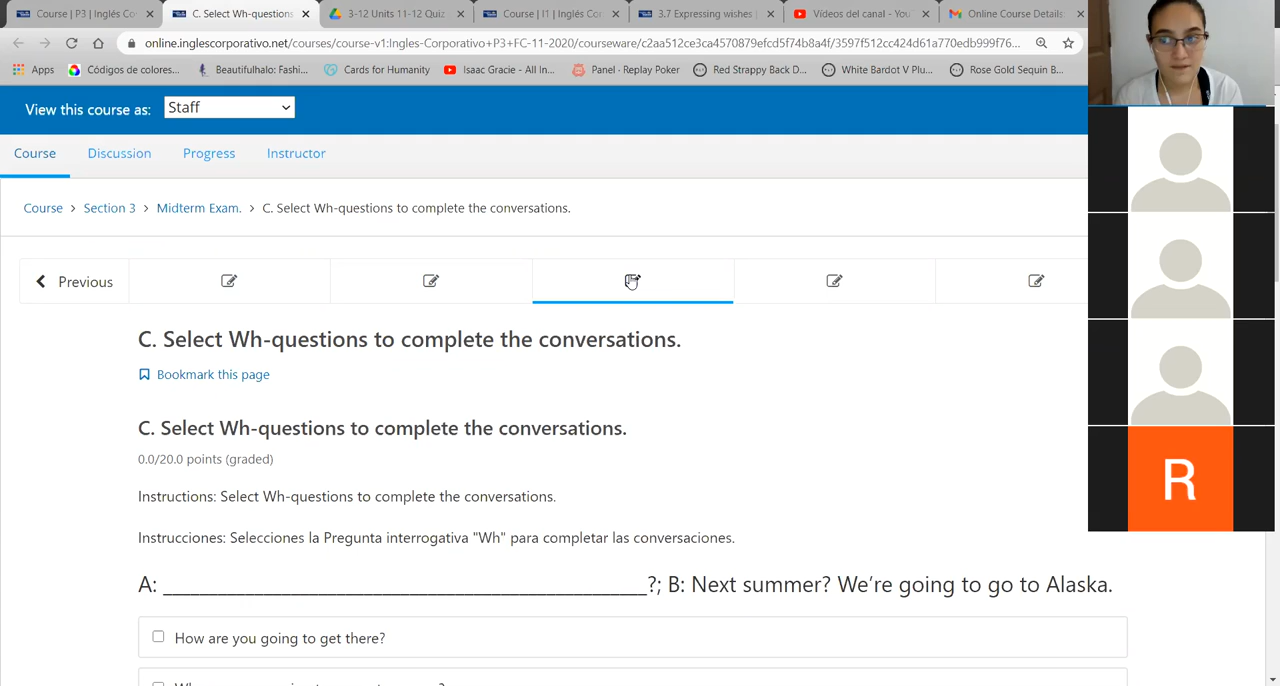 Course | P3 | Inglés Co
C. Select Wh-questions
3-12 Units 11-12 Quiz
Course | I1 | Inglés Co
3.7 Expressing wishes |
Vídeos del canal - You
Online Course Details:
online.inglescorporativo.net/courses/course-v1:Ingles-Corporativo+P3+FC-11-2020/courseware/c2aa512ce3ca4570879efcd5f74b8a4f/3597f512cc424d61a770edb999f76...
Apps
Códigos de colores...
Beautifulhalo: Fashi...
Cards for Humanity
Isaac Gracie - All In...
Panel · Replay Poker
Red Strappy Back D...
White Bardot V Plu...
Rose Gold Sequin B...
View this course as: Staff
Course Discussion Progress Instructor
Course > Section 3 > Midterm Exam. > C. Select Wh-questions to complete the conversations.
Previous
C. Select Wh-questions to complete the conversations.
Bookmark this page
C. Select Wh-questions to complete the conversations.
0.0/20.0 points (graded)
Instructions: Select Wh-questions to complete the conversations.
Instrucciones: Selecciones la Pregunta interrogativa "Wh" para completar las conversaciones.
A: ______________________________________________?; B: Next summer? We’re going to go to Alaska.
How are you going to get there?
R